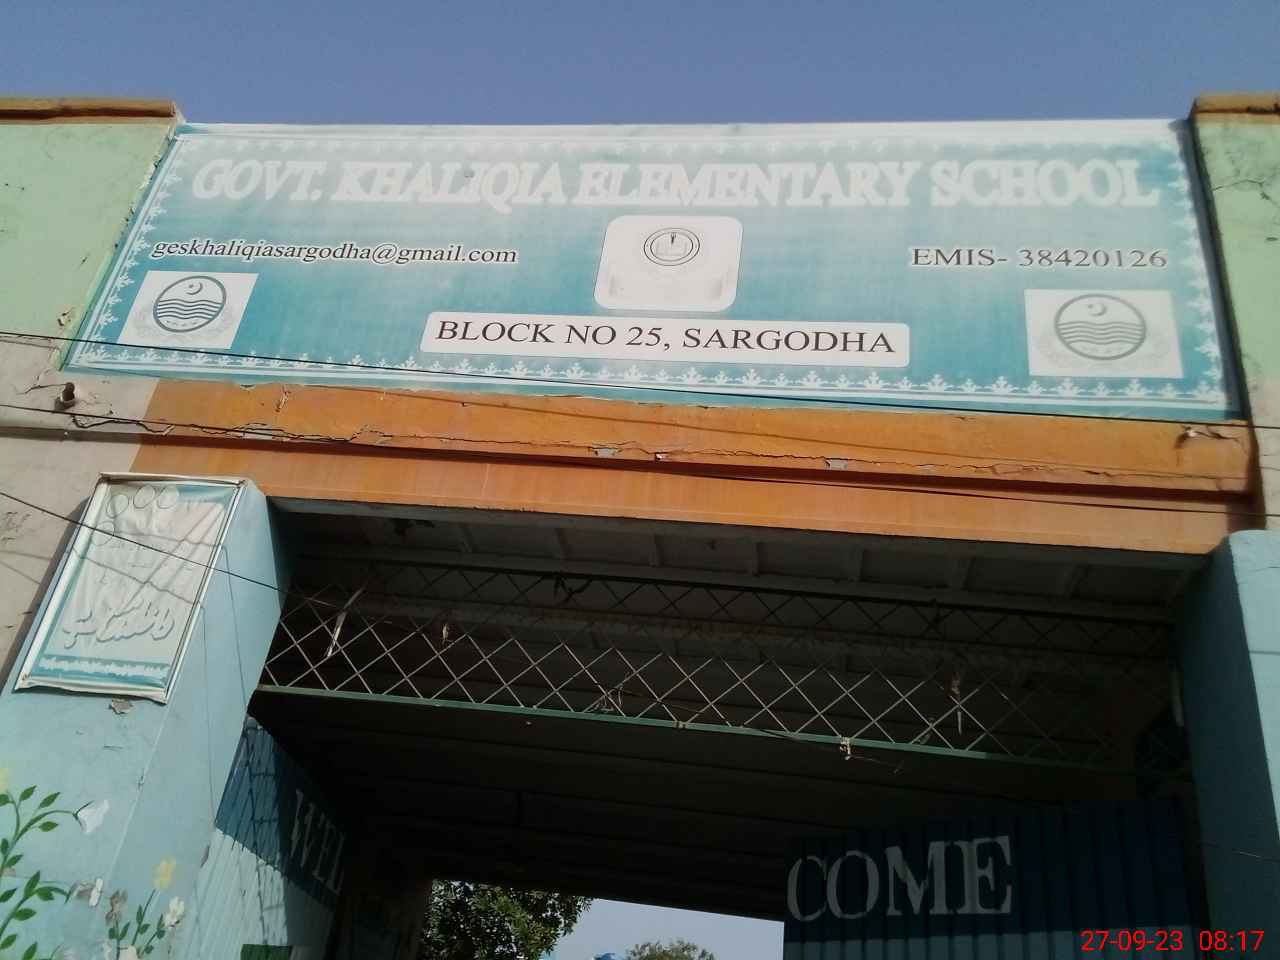 GOVT. KHALIQIA ELEMENTARY SCHOOL
geskhaliqiasargodha@gmail.com
EMIS- 38420126
BLOCK NO 25, SARGODHA
WEL
COME
27-09-23 08:17